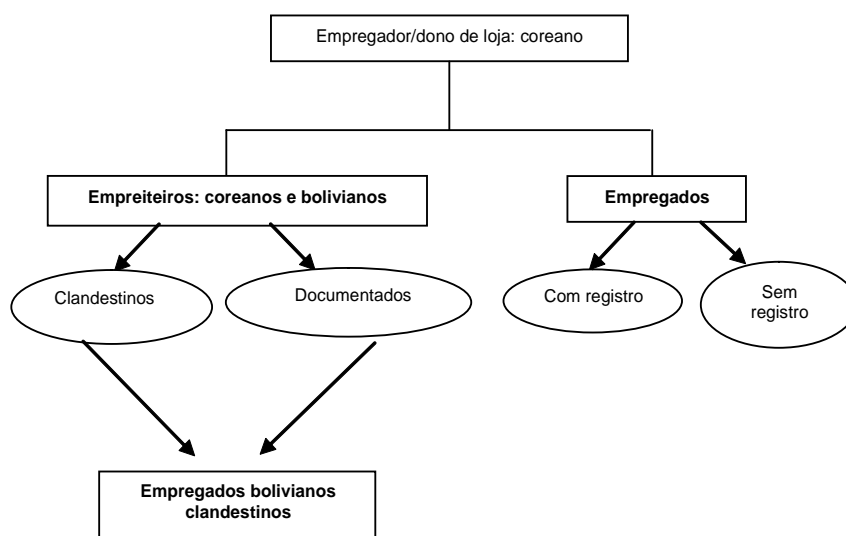 Empregador/dono de loja: coreano
Empreiteiros: coreanos e bolivianos
Empregados
Clandestinos
Documentados
Com registro
Sem
registro
Empregados bolivianos
clandestinos